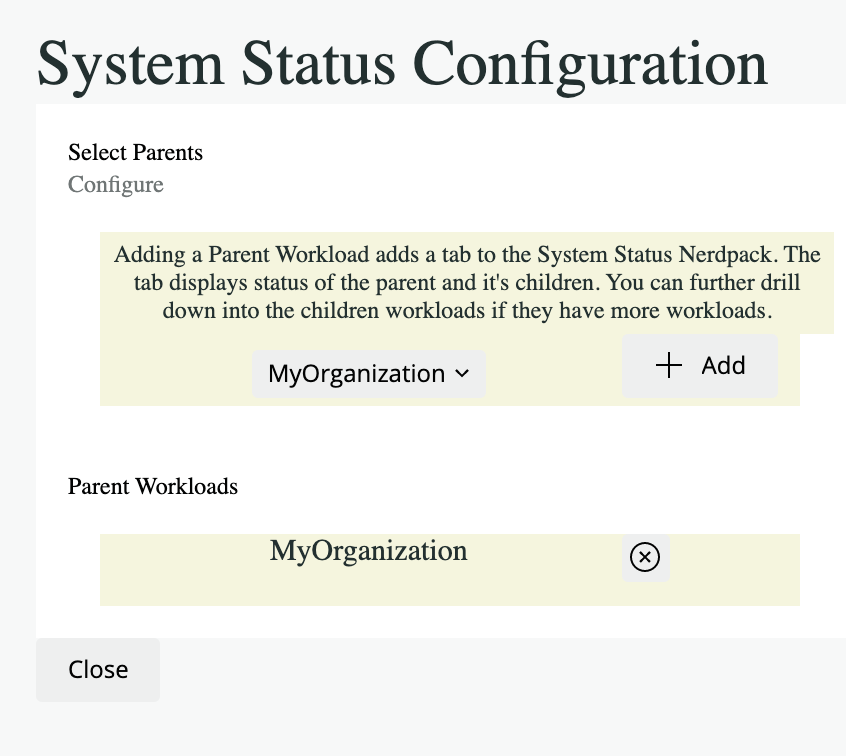 System Status Configuration
Select Parents
Configure
Adding a Parent Workload adds a tab to the System Status Nerdpack. The
tab displays status of the parent and it's children. You can further drill
down into the children workloads if they have more workloads.
MyOrganization
Add
Parent Workloads
MyOrganization
Close